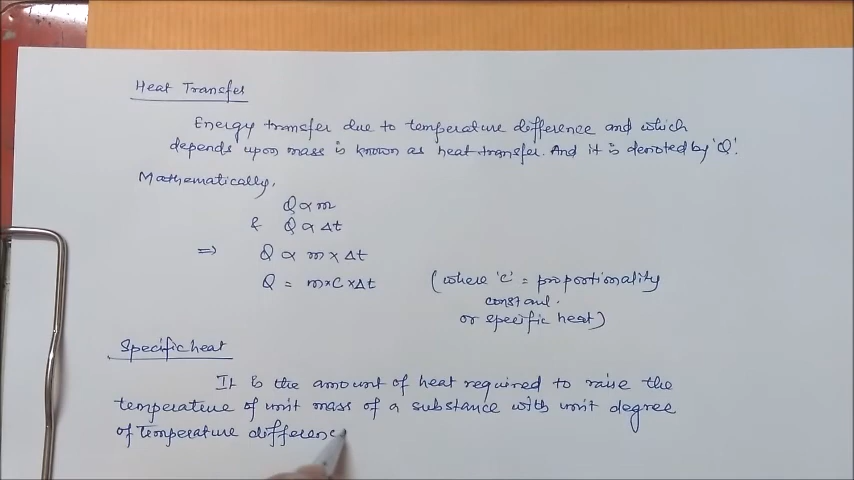 Heat Transfer
Energy transfer due to temperature difference and which
depends upon mass is known as heat transfer. And it is denoted by 'Q'.
Mathematically,
Q ∝ m
& Q ∝ Δt
⇒ Q ∝ m × Δt
Q = m×C×Δt (where 'C' = proportionality
constant.
or specific heat)
Specific heat
It is the amount of heat required to raise the
temperature of unit mass of a substance with unit degree
of temperature difference